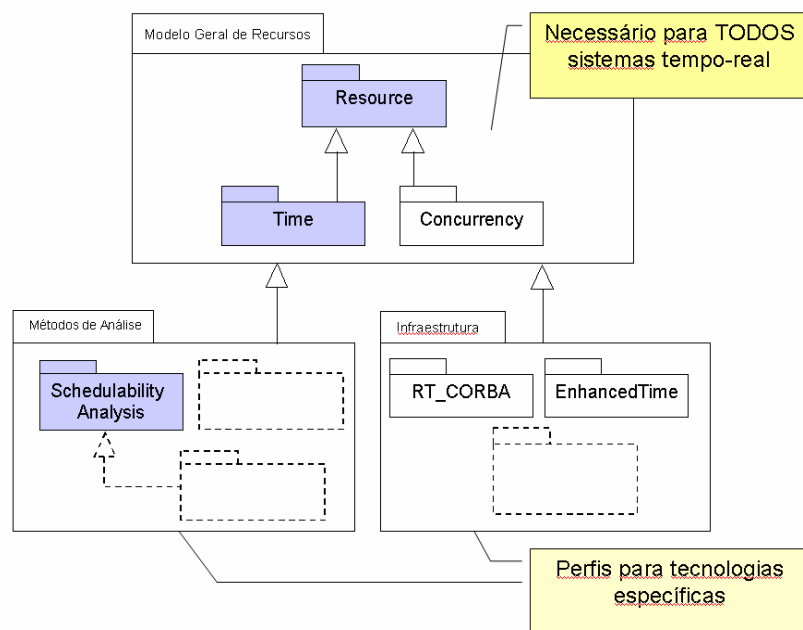 Modelo Geral de Recursos
Necessário para TODOS
sistemas tempo-real
Resource
Time
Concurrency
Métodos de Análise
Infraestrutura
Schedulability
Analysis
RT_CORBA
EnhancedTime
Perfis para tecnologias
específicas